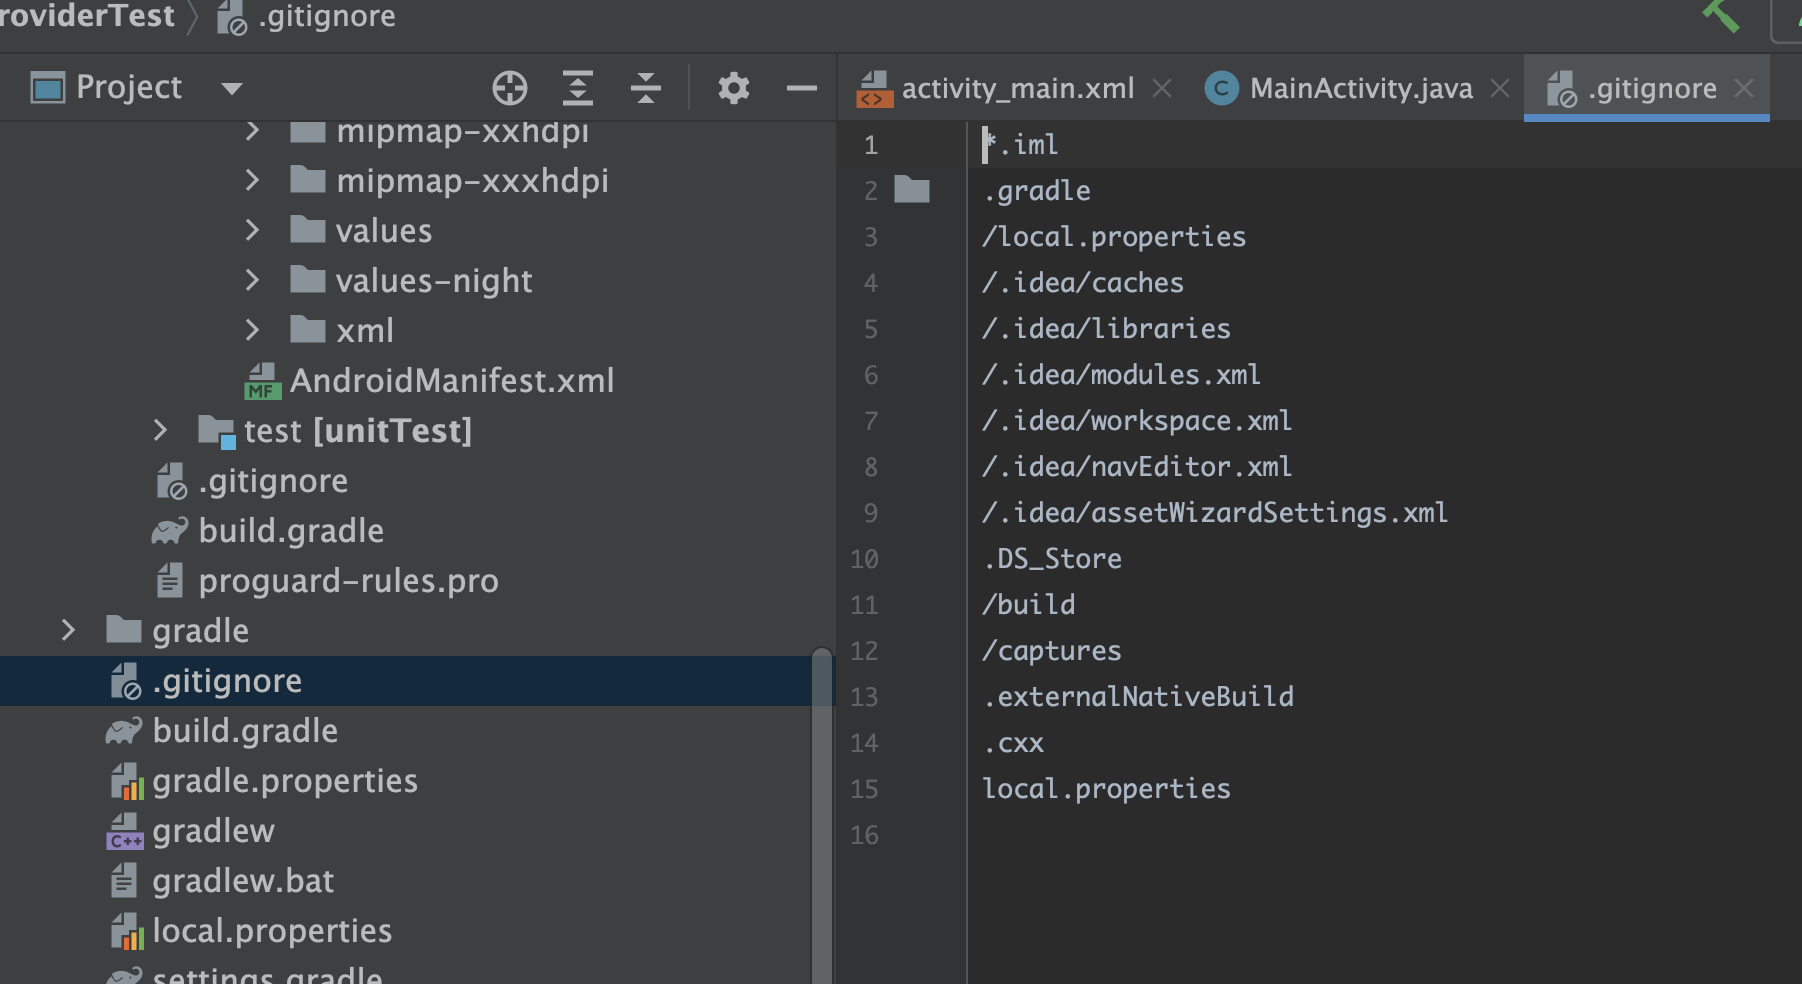 roviderTest .gitignore
Project
activity_main.xml MainActivity.java .gitignore
mipmap-xxhdpi
mipmap-xxxhdpi
values
values-night
xml
MF AndroidManifest.xml
test [unitTest]
.gitignore
build.gradle
proguard-rules.pro
gradle
.gitignore
build.gradle
gradle.properties
C++ gradlew
gradlew.bat
local.properties
settings.gradle
1 *.iml
2 .gradle
3 /local.properties
4 /.idea/caches
5 /.idea/libraries
6 /.idea/modules.xml
7 /.idea/workspace.xml
8 /.idea/navEditor.xml
9 /.idea/assetWizardSettings.xml
10 .DS_Store
11 /build
12 /captures
13 .externalNativeBuild
14 .cxx
15 local.properties
16